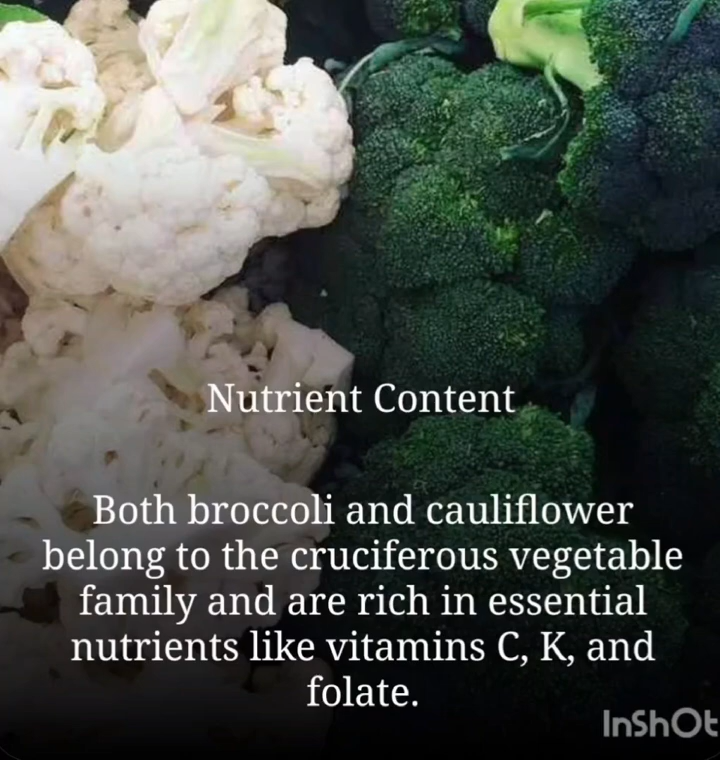 Nutrient Content
Both broccoli and cauliflower
belong to the cruciferous vegetable
family and are rich in essential
nutrients like vitamins C, K, and
folate.
InShOt